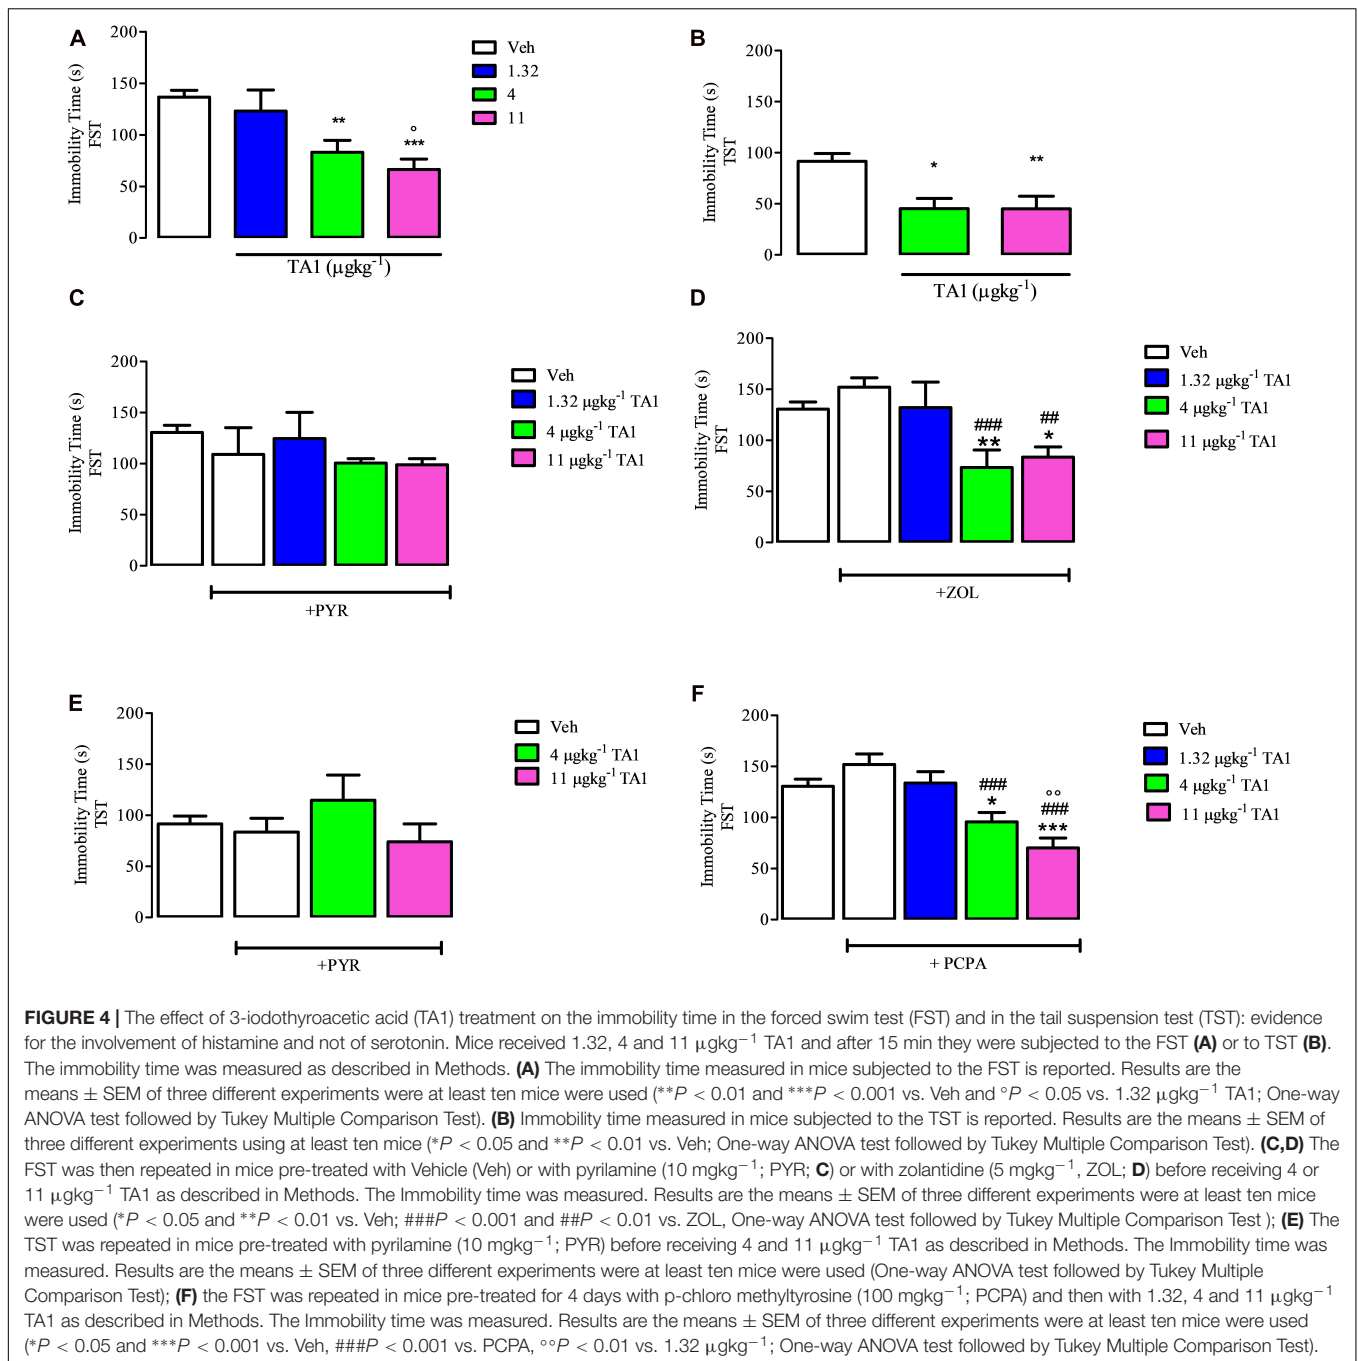 A
200
150
100
50
0
Immobility Time (s)
FST
**
°
***
TA1 (µgkg⁻¹)
Veh
1.32
4
11
B
200
150
100
50
0
Immobility Time (s)
TST
*
**
TA1 (µgkg⁻¹)
C
200
150
100
50
0
Immobility Time (s)
FST
+PYR
Veh
1.32 µgkg⁻¹ TA1
4 µgkg⁻¹ TA1
11 µgkg⁻¹ TA1
D
200
150
100
50
0
Immobility Time (s)
FST
###
**
##
*
+ZOL
Veh
1.32 µgkg⁻¹ TA1
4 µgkg⁻¹ TA1
11 µgkg⁻¹ TA1
E
200
150
100
50
0
Immobility Time (s)
TST
+PYR
Veh
4 µgkg⁻¹ TA1
11 µgkg⁻¹ TA1
F
200
150
100
50
0
Immobility Time (s)
FST
###
*
°°
###
***
+ PCPA
Veh
1.32 µgkg⁻¹ TA1
4 µgkg⁻¹ TA1
11 µgkg⁻¹ TA1
FIGURE 4 | The effect of 3-iodothyroacetic acid (TA1) treatment on the immobility time in the forced swim test (FST) and in the tail suspension test (TST): evidence
for the involvement of histamine and not of serotonin. Mice received 1.32, 4 and 11 µgkg⁻¹ TA1 and after 15 min they were subjected to the FST (A) or to TST (B).
The immobility time was measured as described in Methods. (A) The immobility time measured in mice subjected to the FST is reported. Results are the
means ± SEM of three different experiments were at least ten mice were used (**P < 0.01 and ***P < 0.001 vs. Veh and °P < 0.05 vs. 1.32 µgkg⁻¹ TA1; One-way
ANOVA test followed by Tukey Multiple Comparison Test). (B) Immobility time measured in mice subjected to the TST is reported. Results are the means ± SEM of
three different experiments using at least ten mice (*P < 0.05 and **P < 0.01 vs. Veh; One-way ANOVA test followed by Tukey Multiple Comparison Test). (C,D) The
FST was then repeated in mice pre-treated with Vehicle (Veh) or with pyrilamine (10 mgkg⁻¹; PYR; C) or with zolantidine (5 mgkg⁻¹, ZOL; D) before receiving 4 or
11 µgkg⁻¹ TA1 as described in Methods. The Immobility time was measured. Results are the means ± SEM of three different experiments were at least ten mice
were used (*P < 0.05 and **P < 0.01 vs. Veh; ###P < 0.001 and ##P < 0.01 vs. ZOL, One-way ANOVA test followed by Tukey Multiple Comparison Test ); (E) The
TST was repeated in mice pre-treated with pyrilamine (10 mgkg⁻¹; PYR) before receiving 4 and 11 µgkg⁻¹ TA1 as described in Methods. The Immobility time was
measured. Results are the means ± SEM of three different experiments were at least ten mice were used (One-way ANOVA test followed by Tukey Multiple
Comparison Test); (F) the FST was repeated in mice pre-treated for 4 days with p-chloro methyltyrosine (100 mgkg⁻¹; PCPA) and then with 1.32, 4 and 11 µgkg⁻¹
TA1 as described in Methods. The Immobility time was measured. Results are the means ± SEM of three different experiments were at least ten mice were used
(*P < 0.05 and ***P < 0.001 vs. Veh, ###P < 0.001 vs. PCPA, °°P < 0.01 vs. 1.32 µgkg⁻¹; One-way ANOVA test followed by Tukey Multiple Comparison Test).